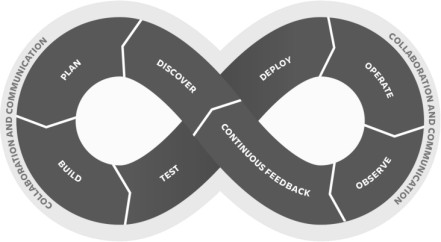 COLLABORATION AND COMMUNICATION
PLAN
DISCOVER
DEPLOY
OPERATE
COLLABORATION AND COMMUNICATION
BUILD
TEST
CONTINUOUS FEEDBACK
OBSERVE